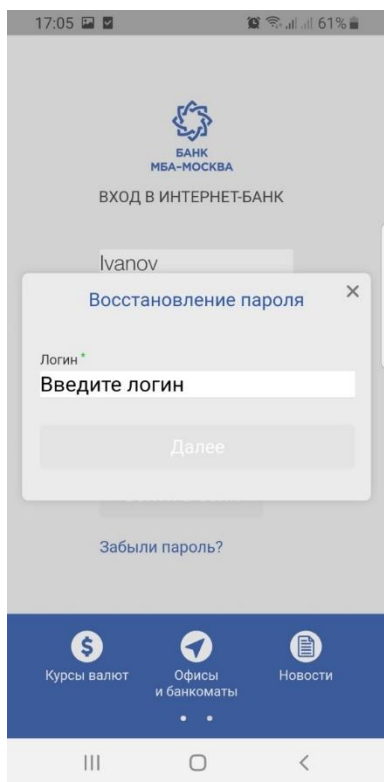 17:05 61%
БАНК
МБА-МОСКВА
ВХОД В ИНТЕРНЕТ-БАНК
Ivanov
Восстановление пароля
Логин *
Введите логин
Далее
Забыли пароль?
Курсы валют
Офисы
и банкоматы
Новости